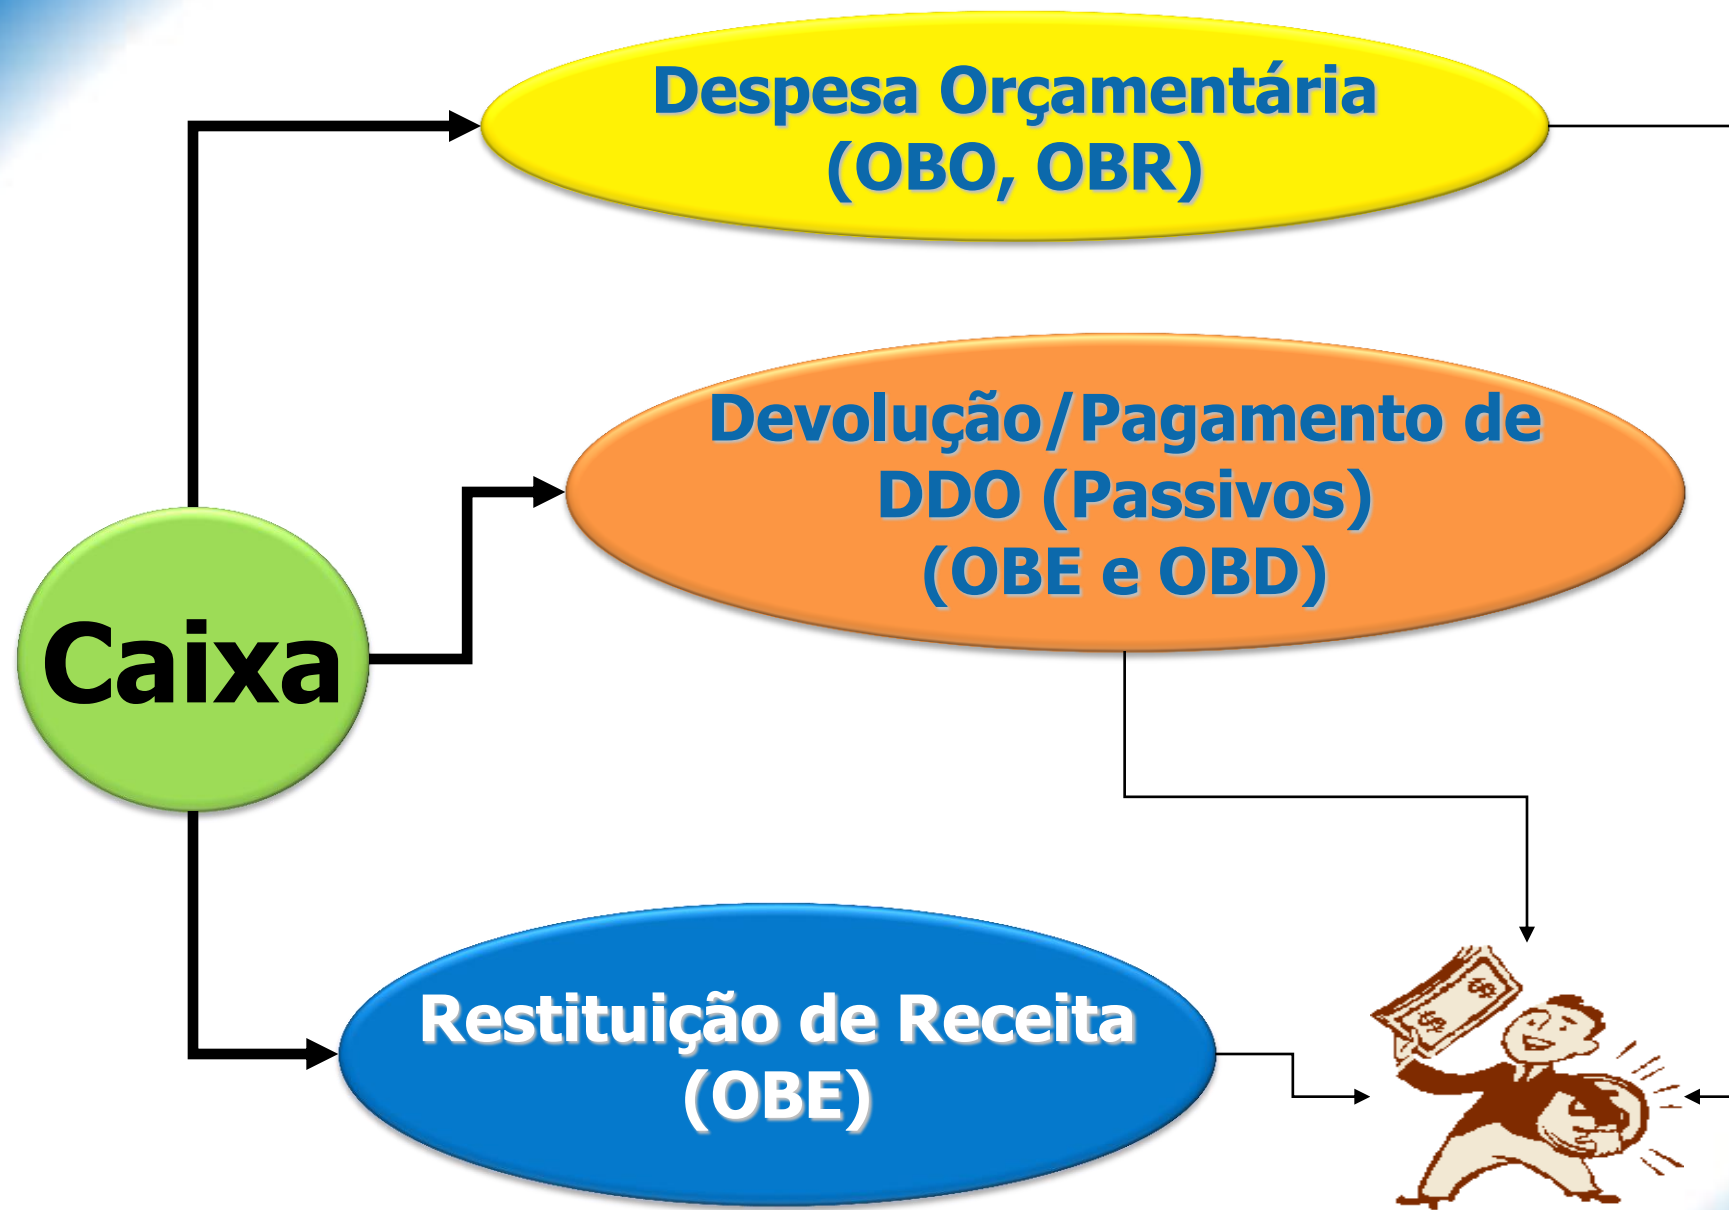 Despesa Orçamentária
(OBO, OBR)
Devolução/Pagamento de
DDO (Passivos)
(OBE e OBD)
Caixa
Restituição de Receita
(OBE)
$
$